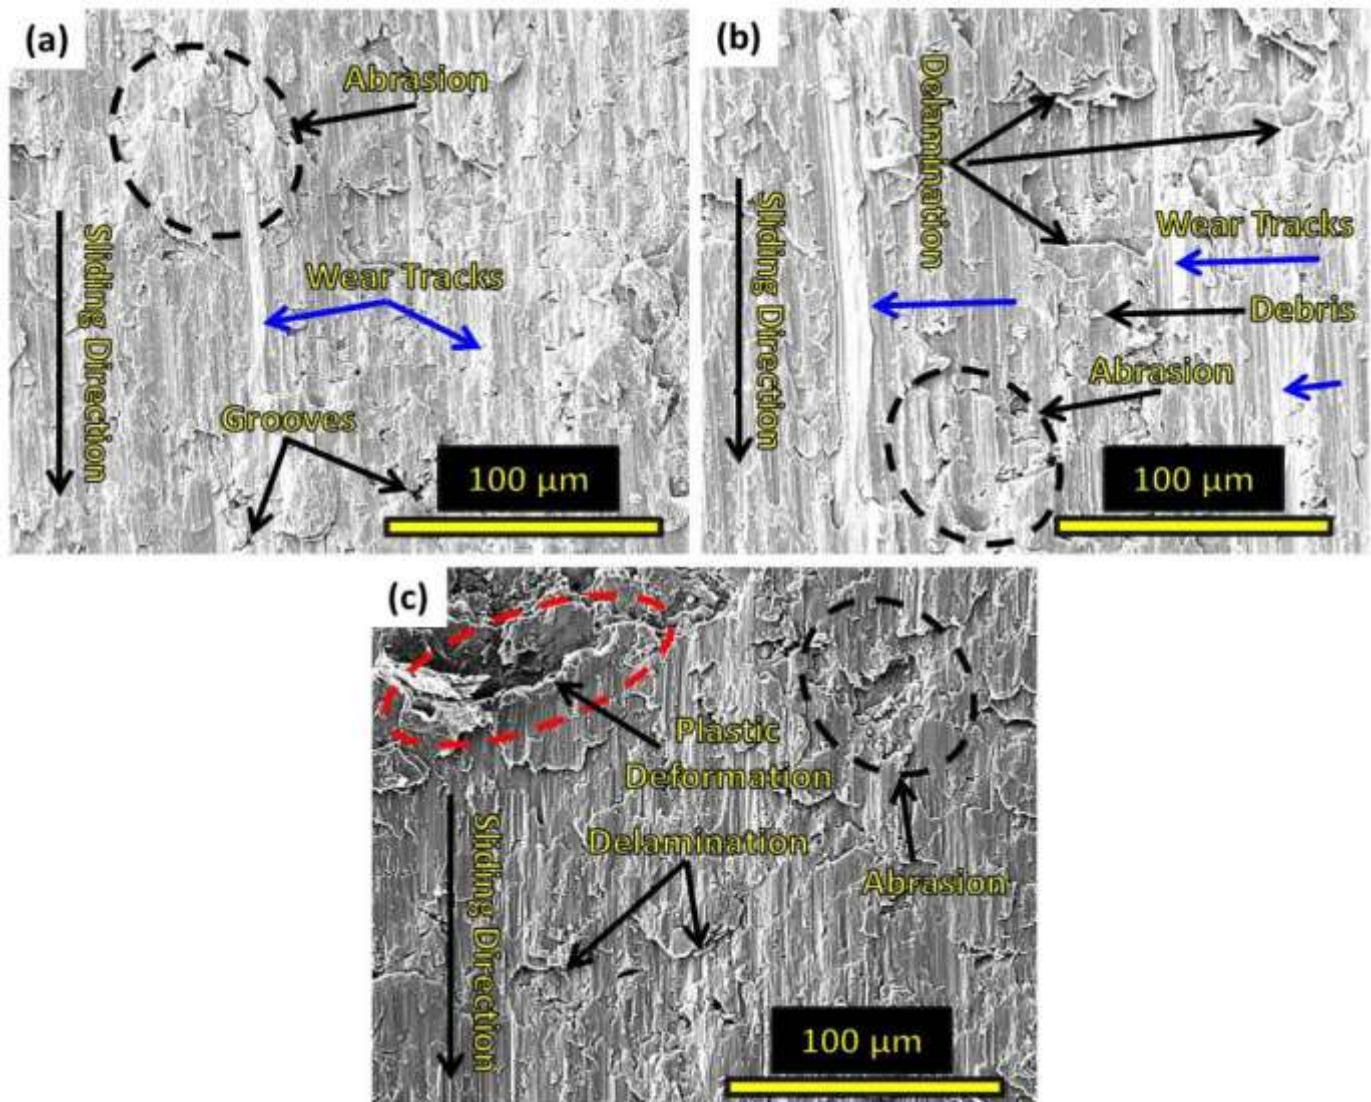 (a)
Abrasion
Sliding Direction
Wear Tracks
Grooves
100 μm
(b)
Delamination
Sliding Direction
Wear Tracks
Debris
Abrasion
100 μm
(c)
Plastic
Deformation
Sliding Direction
Delamination
Abrasion
100 μm